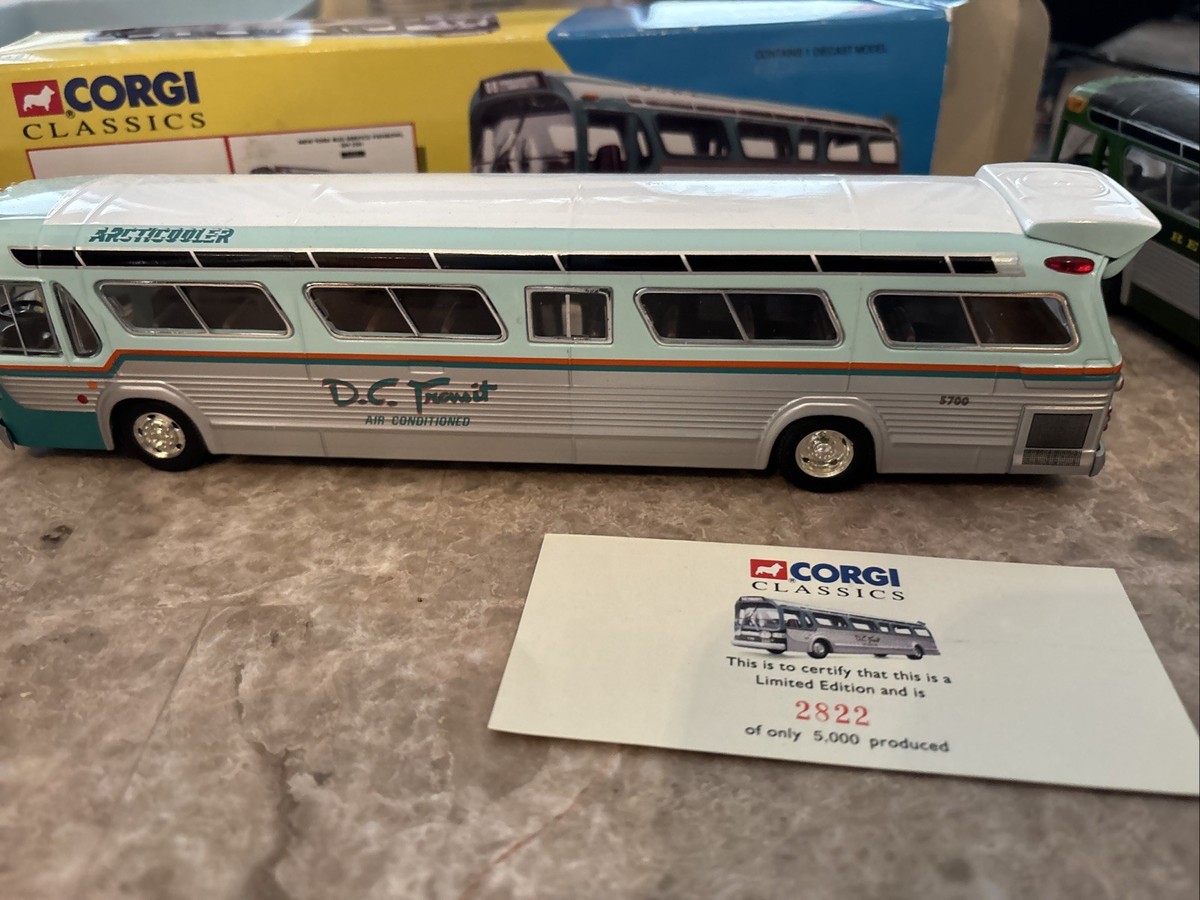 CONTAINS 1 DIECAST MODEL
CORGI
CLASSICS
ARCTICOOLER
D.C. Transit
AIR CONDITIONED
5700
CORGI
CLASSICS
This is to certify that this is a
Limited Edition and is
2822
of only 5,000 produced